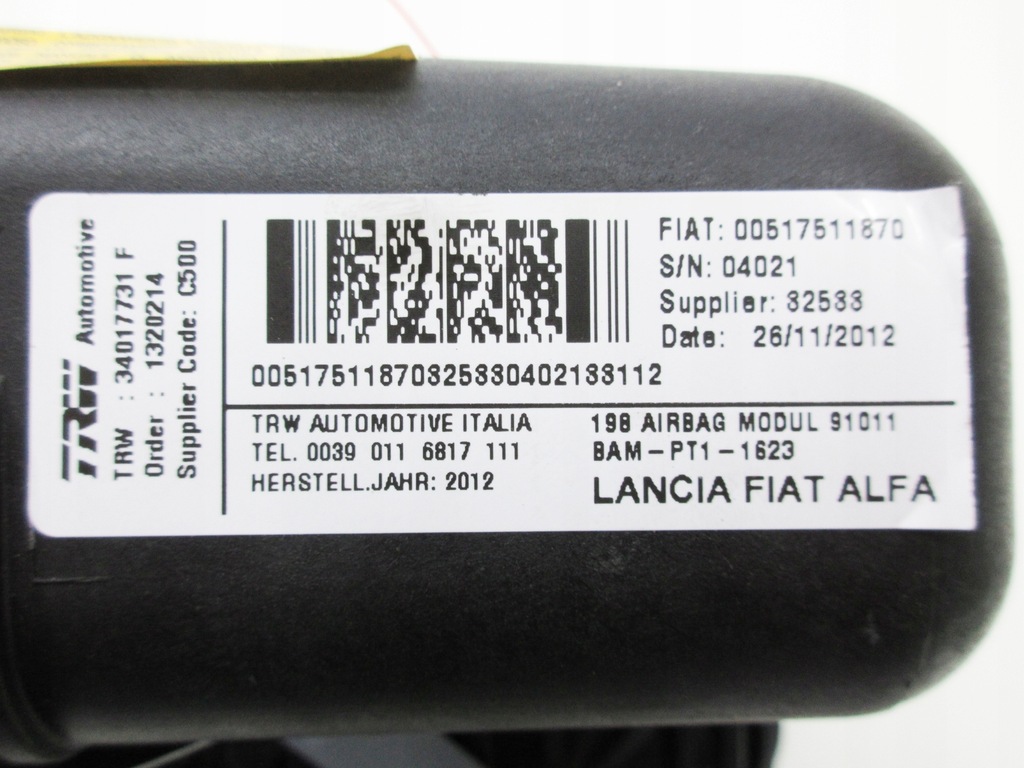 TRW Automotive
TRW : 34017731 F
Order : 1320214
Supplier Code: C500
FIAT: 00517511870
S/N: 04021
Supplier: 32533
Date: 26/11/2012
00517511870325330402133112
TRW AUTOMOTIVE ITALIA
TEL. 0039 011 6817 111
HERSTELL.JAHR: 2012
198 AIRBAG MODUL 91011
BAM-PT1-1623
LANCIA FIAT ALFA